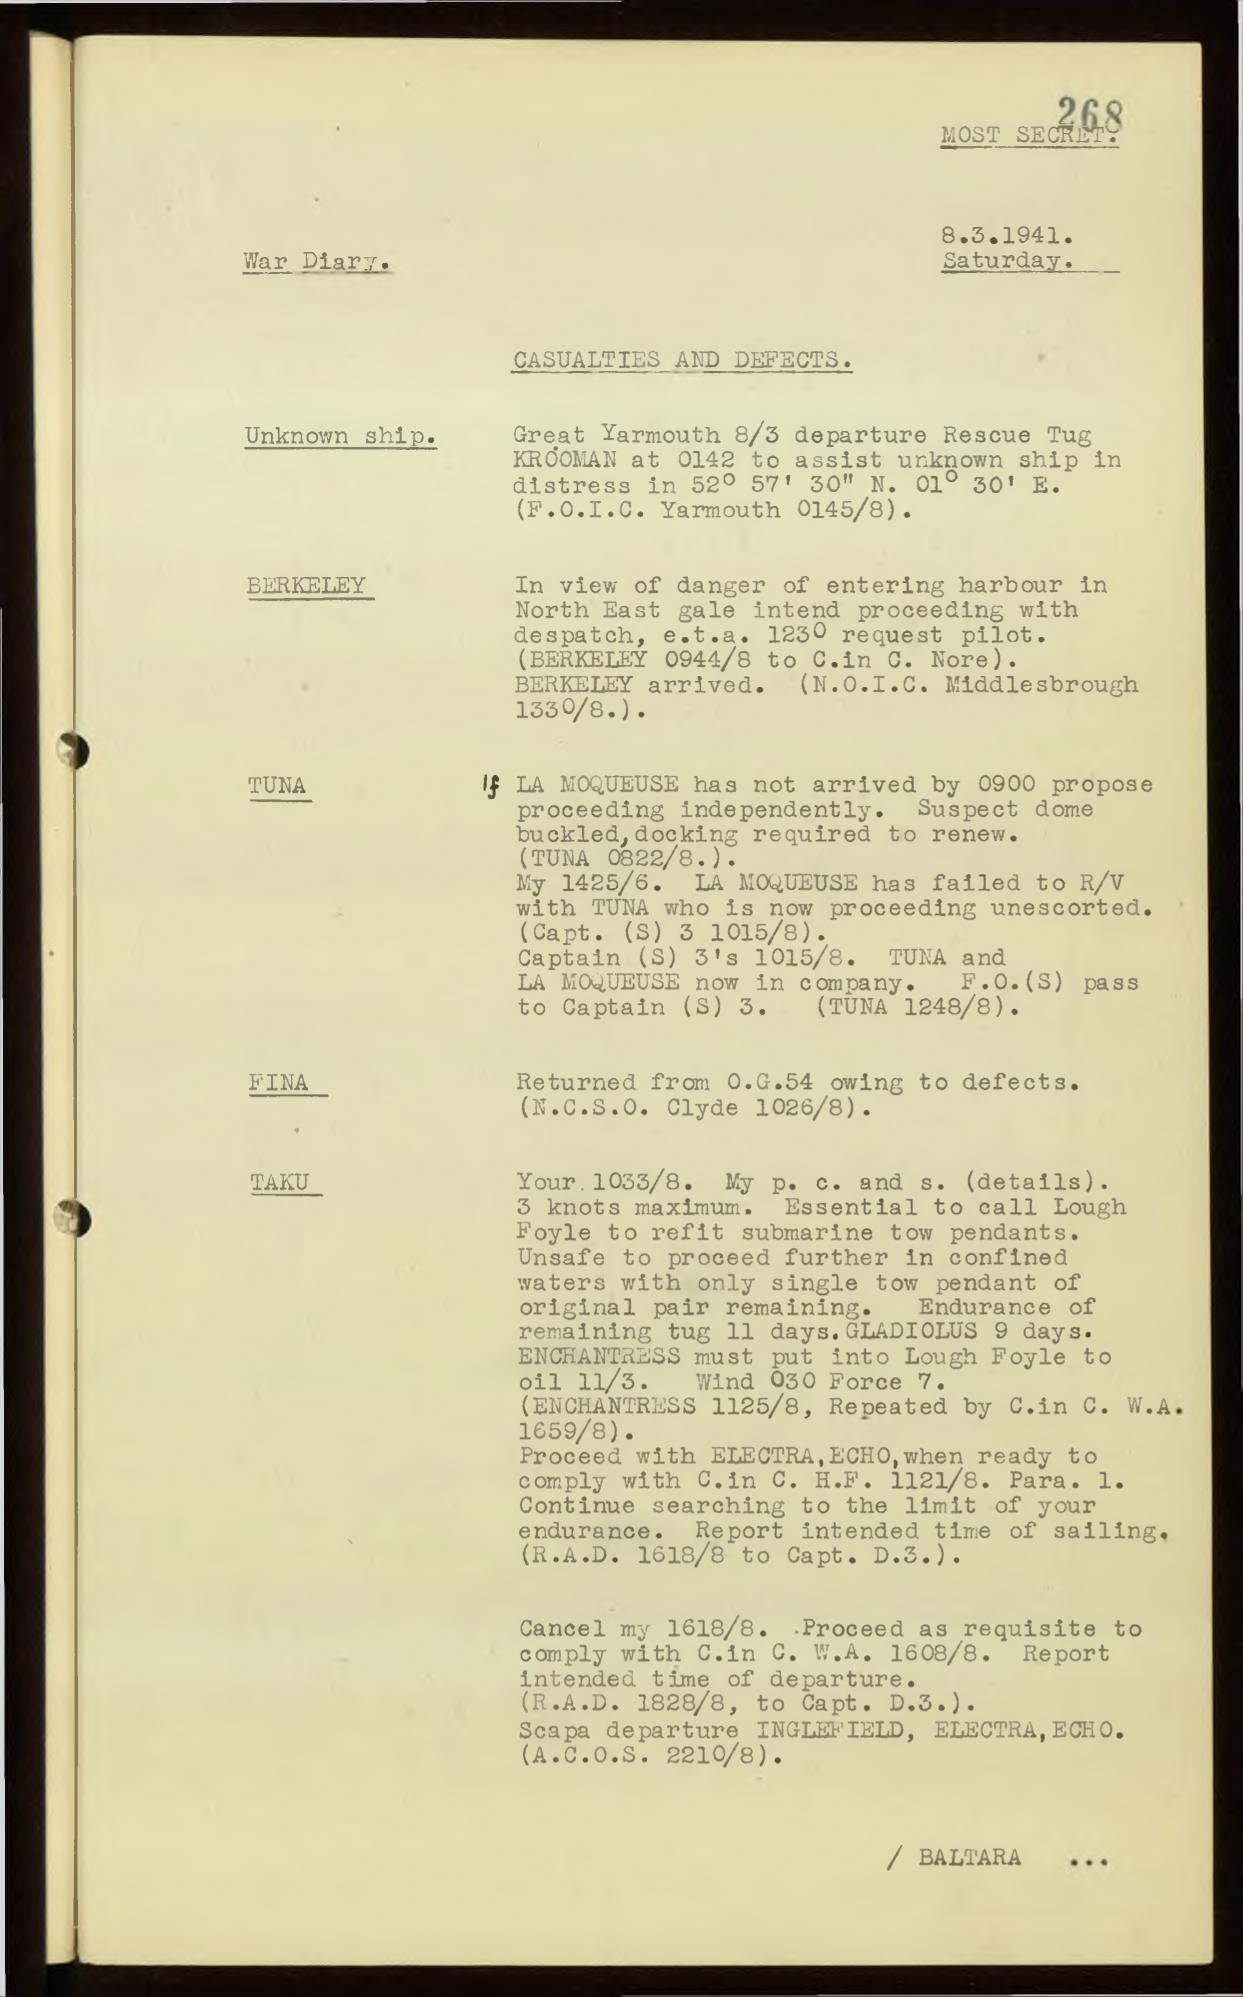 268
MOST SECRET.
8.3.1941.
War Diary.
Saturday.
CASUALTIES AND DEFECTS.
Unknown ship.
Great Yarmouth 8/3 departure Rescue Tug
KROOMAN at 0142 to assist unknown ship in
distress in 52° 57' 30" N. 01° 30' E.
(F.O.I.C. Yarmouth 0145/8).
BERKELEY
In view of danger of entering harbour in
North East gale intend proceeding with
despatch, e.t.a. 1230 request pilot.
(BERKELEY 0944/8 to C.in C. Nore).
BERKELEY arrived. (N.O.I.C. Middlesbrough
1330/8.).
TUNA
If LA MOQUEUSE has not arrived by 0900 propose
proceeding independently. Suspect dome
buckled, docking required to renew.
(TUNA 0822/8.).
My 1425/6. LA MOQUEUSE has failed to R/V
with TUNA who is now proceeding unescorted.
(Capt. (S) 3 1015/8).
Captain (S) 3's 1015/8. TUNA and
LA MOQUEUSE now in company. F.O.(S) pass
to Captain (S) 3. (TUNA 1248/8).
FINA
Returned from O.G.54 owing to defects.
(N.C.S.O. Clyde 1026/8).
TAKU
Your 1033/8. My p. c. and s. (details).
3 knots maximum. Essential to call Lough
Foyle to refit submarine tow pendants.
Unsafe to proceed further in confined
waters with only single tow pendant of
original pair remaining. Endurance of
remaining tug 11 days. GLADIOLUS 9 days.
ENCHANTRESS must put into Lough Foyle to
oil 11/3. Wind 030 Force 7.
(ENCHANTRESS 1125/8, Repeated by C.in C. W.A.
1659/8).
Proceed with ELECTRA, ECHO, when ready to
comply with C.in C. H.F. 1121/8. Para. 1.
Continue searching to the limit of your
endurance. Report intended time of sailing.
(R.A.D. 1618/8 to Capt. D.3.).
Cancel my 1618/8. Proceed as requisite to
comply with C.in C. W.A. 1608/8. Report
intended time of departure.
(R.A.D. 1828/8, to Capt. D.3.).
Scapa departure INGLEFIELD, ELECTRA, ECHO.
(A.C.O.S. 2210/8).
/ BALTARA ...